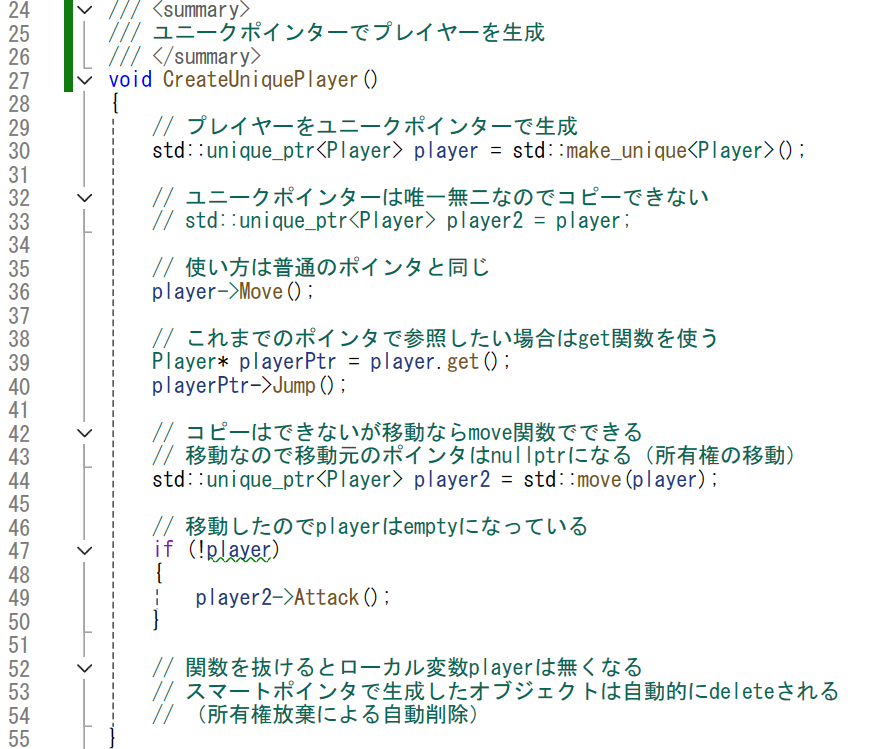 24 /// <summary>
25 /// ユニークポインターでプレイヤーを生成
26 /// </summary>
27 void CreateUniquePlayer()
28 {
29 // プレイヤーをユニークポインターで生成
30 std::unique_ptr<Player> player = std::make_unique<Player>();
31
32 // ユニークポインターは唯一無二なのでコピーできない
33 // std::unique_ptr<Player> player2 = player;
34
35 // 使い方は普通のポインタと同じ
36 player->Move();
37
38 // これまでのポインタで参照したい場合はget関数を使う
39 Player* playerPtr = player.get();
40 playerPtr->Jump();
41
42 // コピーはできないが移動ならmove関数でできる
43 // 移動なので移動元のポインタはnullptrになる（所有権の移動）
44 std::unique_ptr<Player> player2 = std::move(player);
45
46 // 移動したのでplayerはemptyになっている
47 if (!player)
48 {
49 player2->Attack();
50 }
51
52 // 関数を抜けるとローカル変数playerは無くなる
53 // スマートポインタで生成したオブジェクトは自動的にdeleteされる
54 // （所有権放棄による自動削除）
55 }